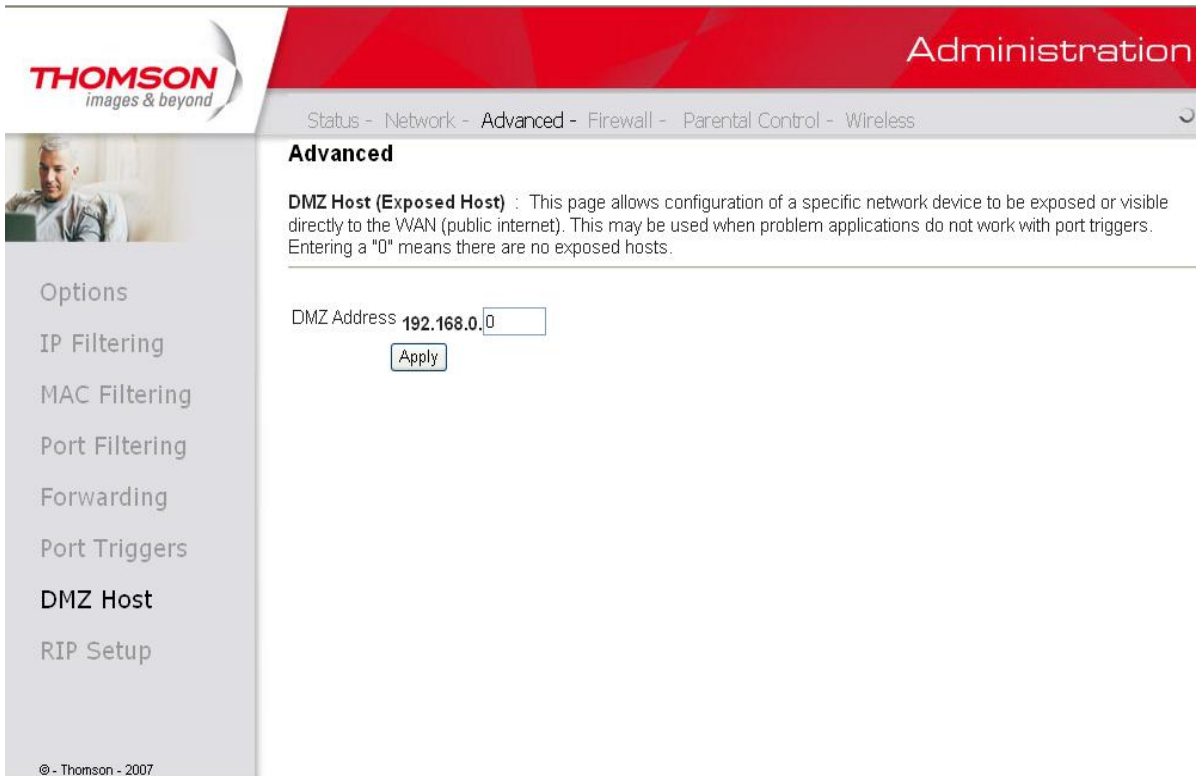 THOMSON
images & beyond
Administration
Status - Network - Advanced - Firewall - Parental Control - Wireless
Advanced
DMZ Host (Exposed Host) : This page allows configuration of a specific network device to be exposed or visible
directly to the WAN (public internet). This may be used when problem applications do not work with port triggers.
Entering a "0" means there are no exposed hosts.
Options
IP Filtering
MAC Filtering
Port Filtering
Forwarding
Port Triggers
DMZ Host
RIP Setup
DMZ Address 192.168.0.0
Apply
© - Thomson - 2007